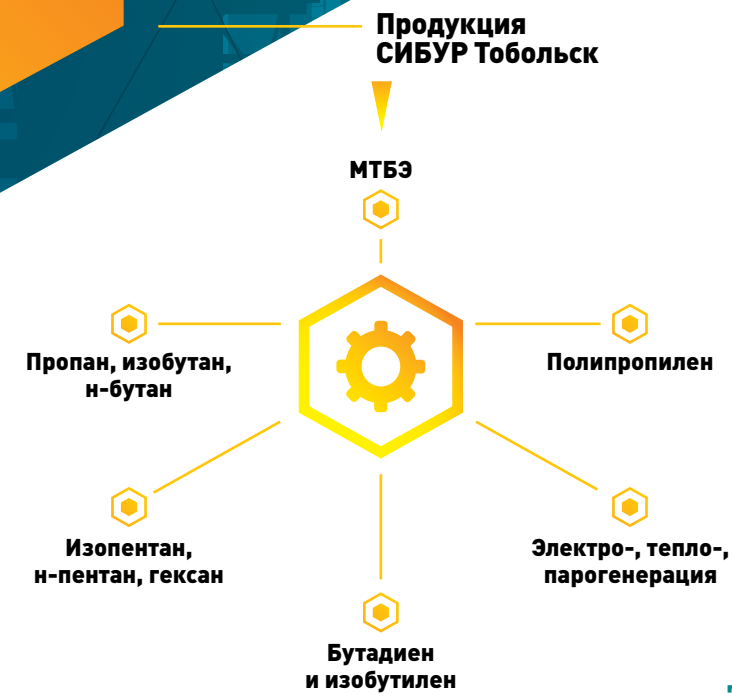 Продукция
СИБУР Тобольск
МТБЭ
Пропан, изобутан,
н-бутан
Полипропилен
Изопентан,
н-пентан, гексан
Электро-, тепло-,
парогенерация
Бутадиен
и изобутилен